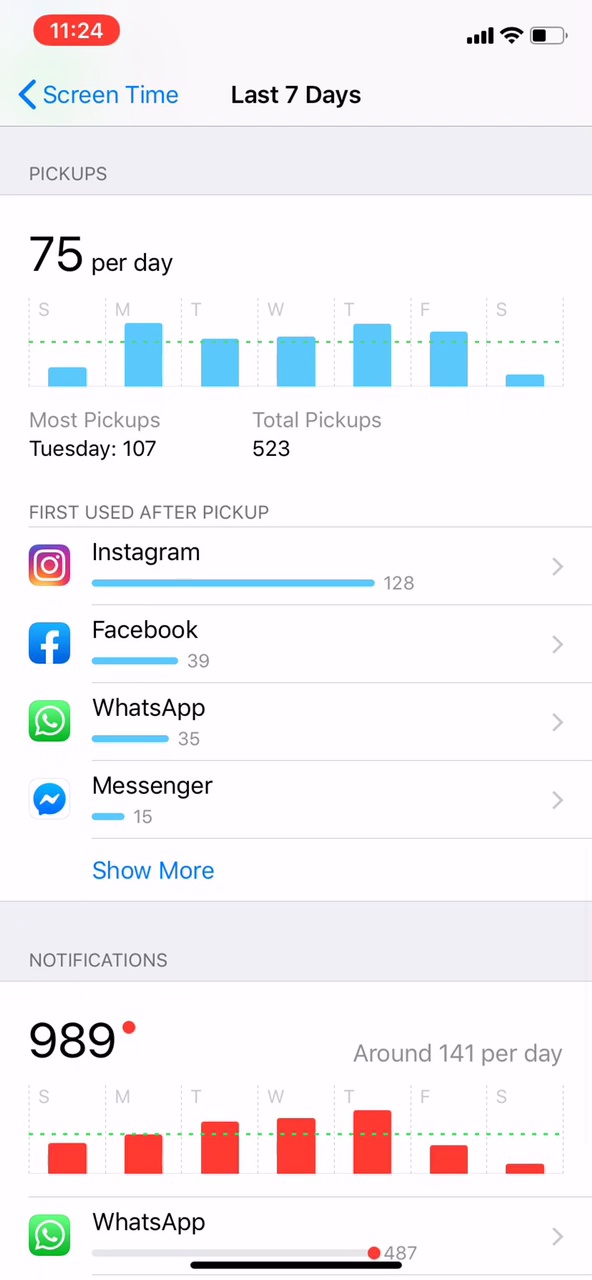 11:24
Screen Time Last 7 Days
PICKUPS
75 per day
S M T W T F S
Most Pickups Total Pickups
Tuesday: 107 523
FIRST USED AFTER PICKUP
Instagram
128
Facebook
39
WhatsApp
35
Messenger
15
Show More
NOTIFICATIONS
989 Around 141 per day
S M T W T F S
WhatsApp
487